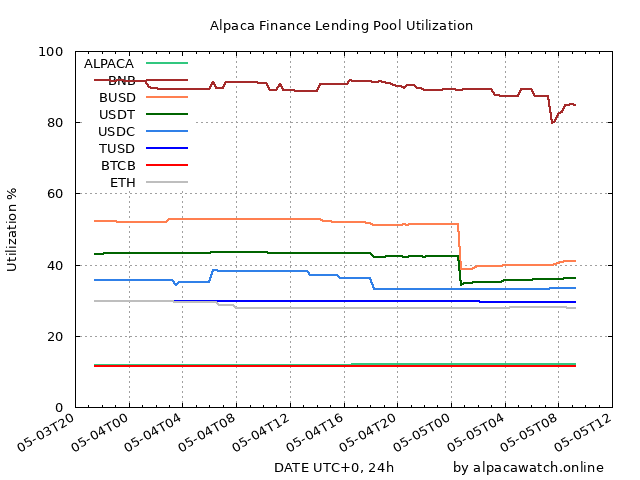 Alpaca Finance Lending Pool Utilization
100
80
60
40
20
0
Utilization %
ALPACA
BNB
BUSD
USDT
USDC
TUSD
BTCB
ETH
05-03T20
05-04T00
05-04T04
05-04T08
05-04T12
05-04T16
05-04T20
05-05T00
05-05T04
05-05T08
05-05T12
DATE UTC+0, 24h
by alpacawatch.online